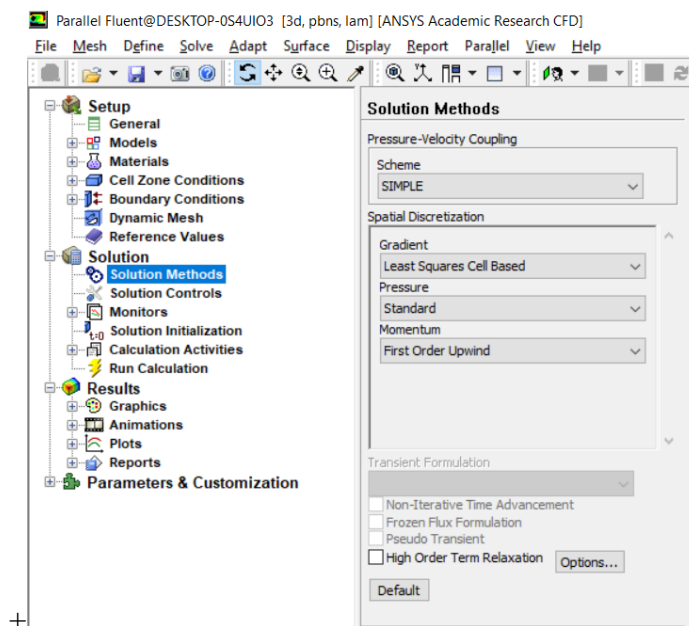 Parallel Fluent@DESKTOP-0S4UIO3 [3d, pbns, lam] [ANSYS Academic Research CFD]
File Mesh Define Solve Adapt Surface Display Report Parallel View Help
Setup
General
Models
Materials
Cell Zone Conditions
Boundary Conditions
Dynamic Mesh
Reference Values
Solution
Solution Methods
Solution Controls
Monitors
t=0 Solution Initialization
Calculation Activities
Run Calculation
Results
Graphics
Animations
Plots
Reports
Parameters & Customization
Solution Methods
Pressure-Velocity Coupling
Scheme
SIMPLE
Spatial Discretization
Gradient
Least Squares Cell Based
Pressure
Standard
Momentum
First Order Upwind
Transient Formulation
Non-Iterative Time Advancement
Frozen Flux Formulation
Pseudo Transient
High Order Term Relaxation Options...
Default